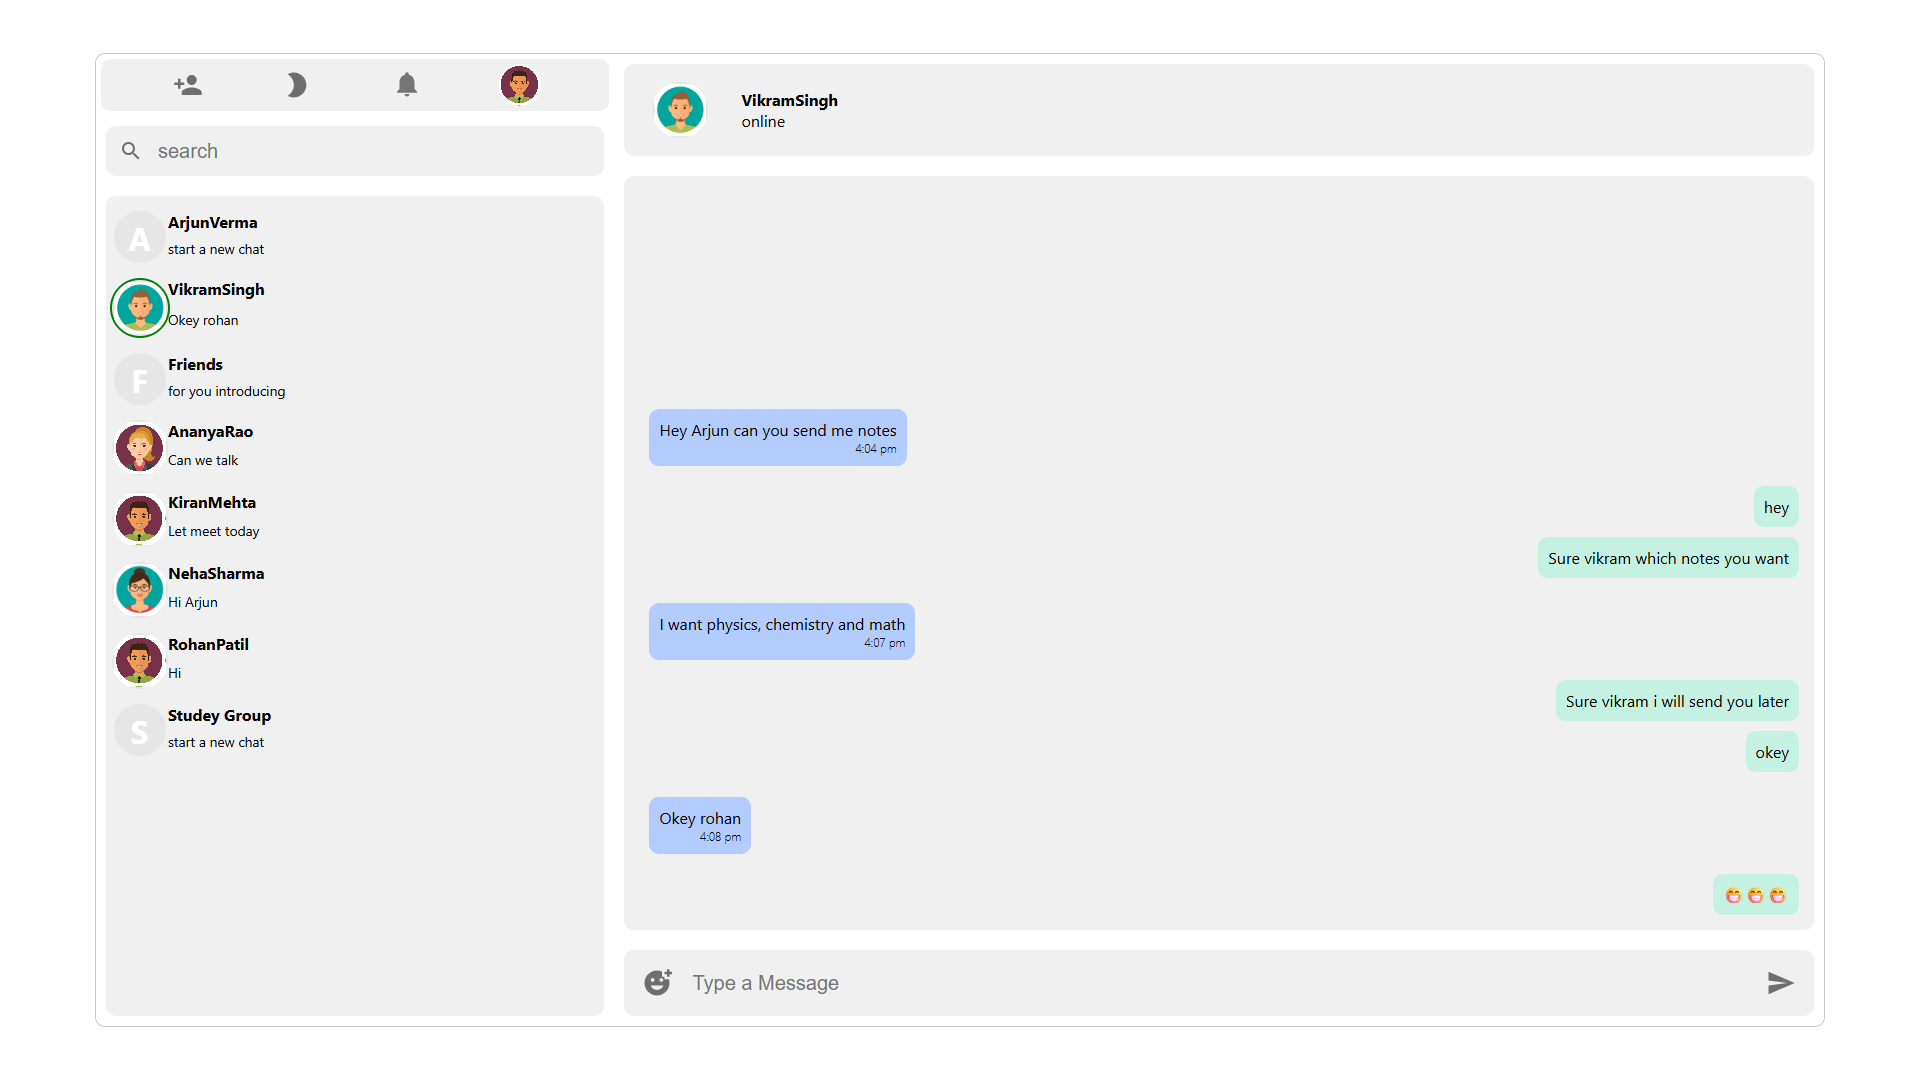 search
A
ArjunVerma
start a new chat
VikramSingh
Okey rohan
F
Friends
for you introducing
AnanyaRao
Can we talk
KiranMehta
Let meet today
NehaSharma
Hi Arjun
RohanPatil
Hi
S
Studey Group
start a new chat
VikramSingh
online
Hey Arjun can you send me notes
4:04 pm
hey
Sure vikram which notes you want
I want physics, chemistry and math
4:07 pm
Sure vikram i will send you later
okey
Okey rohan
4:08 pm
Type a Message